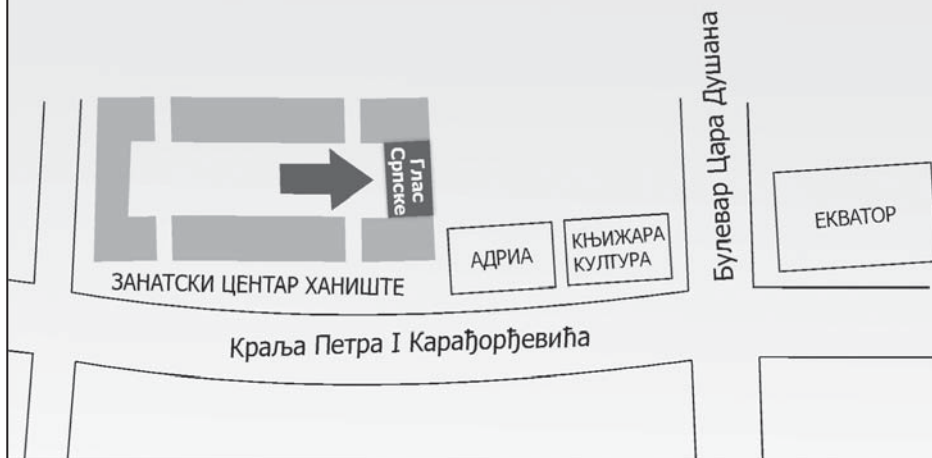 Булевар Цара Душана
Глас
Српске
ЕКВАТОР
АДРИА
КЊИЖАРА
КУЛТУРА
ЗАНАТСКИ ЦЕНТАР ХАНИШТЕ
Краља Петра I Карађорђевића